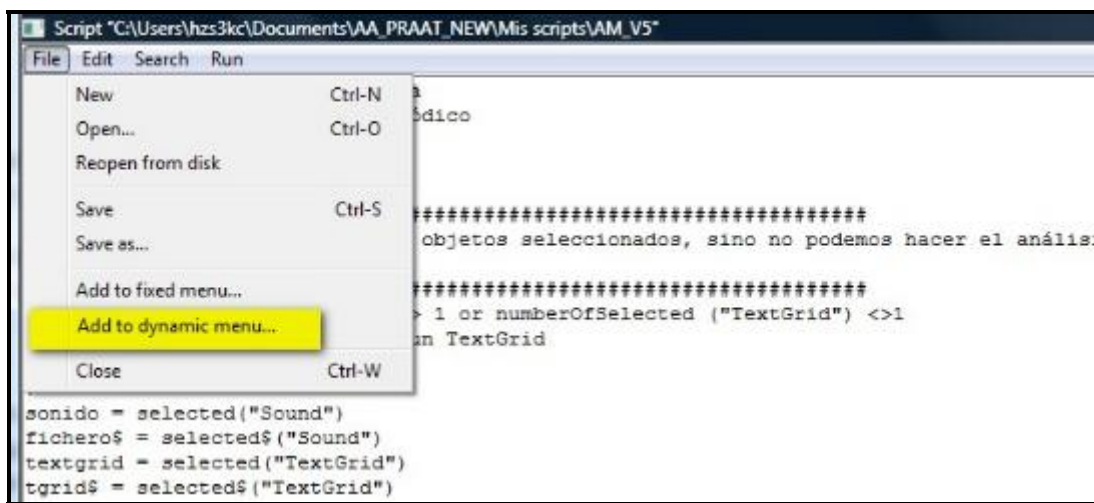 Script "C:\Users\hzs3kc\Documents\AA_PRAAT_NEW\Mis scripts\AM_V5"
File Edit Search Run
New Ctrl-N
ódico
Open... Ctrl-O
Reopen from disk
Save Ctrl-S
######################################
Save as...
objetos seleccionados, sino no podemos hacer el análisi
Add to fixed menu...
######################################
> 1 or numberOfSelected ("TextGrid") <>1
Add to dynamic menu...
un TextGrid
Close Ctrl-W
sonido = selected("Sound")
fichero$ = selected$("Sound")
textgrid = selected("TextGrid")
tgrid$ = selected$("TextGrid")